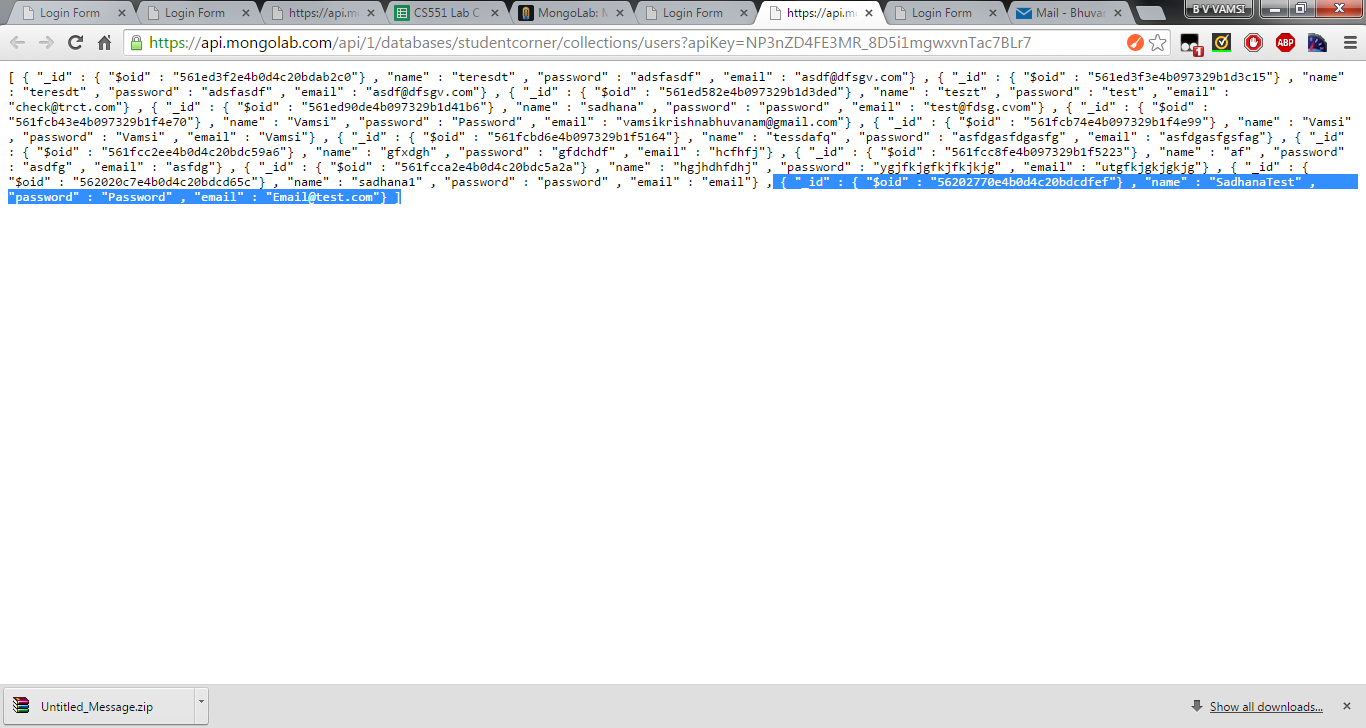 Login Form
Login Form
https://api.m
CS551 Lab C
MongoLab: M
Login Form
https://api.m
Login Form
Mail - Bhuvan
B V VAMSI
https://api.mongolab.com/api/1/databases/studentcorner/collections/users?apiKey=NP3nZD4FE3MR_8D5i1mgwxvnTac7BLr7
1
ABP
[ { "_id" : { "$oid" : "561ed3f2e4b0d4c20bdab2c0"} , "name" : "teresdt" , "password" : "adsfasdf" , "email" : "asdf@dfsgv.com"} , { "_id" : { "$oid" : "561ed3f3e4b097329b1d3c15"} , "name"
: "teresdt" , "password" : "adsfasdf" , "email" : "asdf@dfsgv.com"} , { "_id" : { "$oid" : "561ed582e4b097329b1d3ded"} , "name" : "teszt" , "password" : "test" , "email" :
"check@trct.com"} , { "_id" : { "$oid" : "561ed90de4b097329b1d41b6"} , "name" : "sadhana" , "password" : "password" , "email" : "test@fdsg.cvom"} , { "_id" : { "$oid" :
"561fcb43e4b097329b1f4e70"} , "name" : "Vamsi" , "password" : "Password" , "email" : "vamsikrishnabhuvanam@gmail.com"} , { "_id" : { "$oid" : "561fcb74e4b097329b1f4e99"} , "name" : "Vamsi"
, "password" : "Vamsi" , "email" : "Vamsi"} , { "_id" : { "$oid" : "561fcbd6e4b097329b1f5164"} , "name" : "tessdafq" , "password" : "asfdgasfdgasfg" , "email" : "asfdgasfgsfag"} , { "_id"
: { "$oid" : "561fcc2ee4b0d4c20bdc59a6"} , "name" : "gfxdgh" , "password" : "gfdchdf" , "email" : "hcfhfj"} , { "_id" : { "$oid" : "561fcc8fe4b097329b1f5223"} , "name" : "af" , "password"
: "asdfg" , "email" : "asfdg"} , { "_id" : { "$oid" : "561fcca2e4b0d4c20bdc5a2a"} , "name" : "hgjhdhfdhj" , "password" : "ygjfkjgfkjfkjkjg" , "email" : "utgfkjgkjgkjg"} , { "_id" : {
"$oid" : "562020c7e4b0d4c20bdcd65c"} , "name" : "sadhana1" , "password" : "password" , "email" : "email"} , { "_id" : { "$oid" : "56202770e4b0d4c20bdcdfef"} , "name" : "SadhanaTest" ,
"password" : "Password" , "email" : "Email@test.com"} ]
Untitled_Message.zip
Show all downloads...